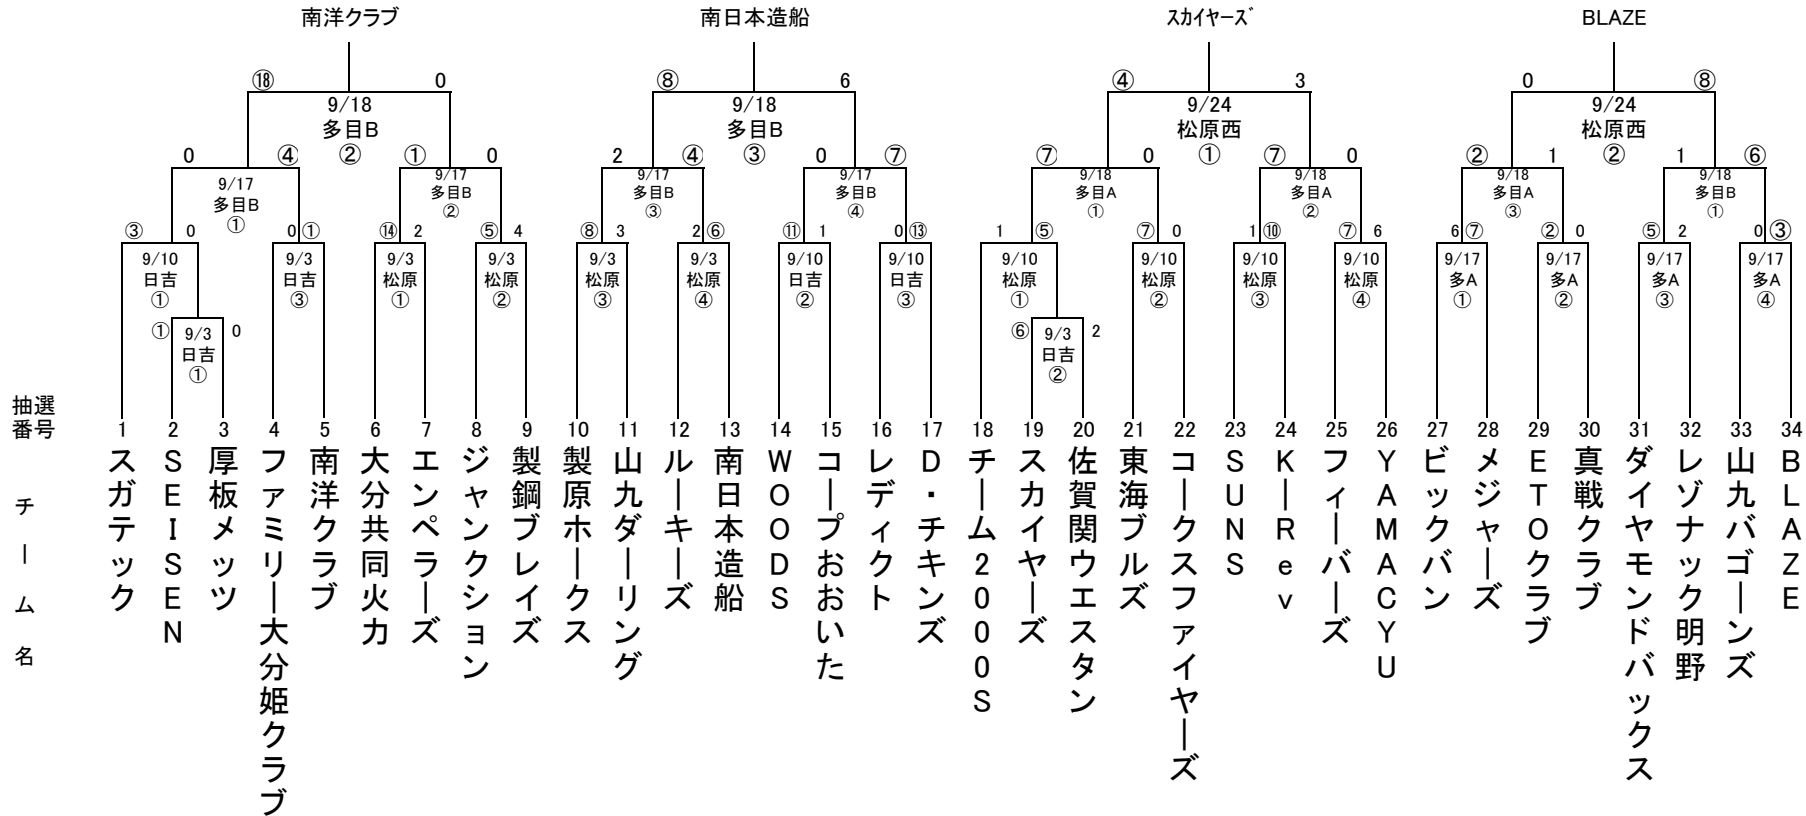 南洋クラブ 南日本造船 ｽｶｲﾔｰｽﾞ BLAZE
⑱ 0 ⑧ 6 ④ 3 0 ⑧
9/18 9/18 9/24 9/24
多目B 多目B 松原西 松原西
② ③ ① ②
0 ④ ① 0 2 ④ 0 ⑦ ⑦ 0 ⑦ 0 ② 1 1 ⑥
9/17 9/17 9/17 9/17 9/18 9/18 9/18 9/18
多目B 多目B 多目B 多目B 多目A 多目A 多目A 多目B
① ② ③ ④ ① ② ③ ①
③ 0 0 ① ⑭ 2 ⑤ 4 ⑧ 3 2 ⑥ ⑪ 1 0 ⑬ 1 ⑤ ⑦ 0 1 ⑩ ⑦ 6 6 ⑦ ② 0 ⑤ 2 0 ③
9/10 9/3 9/3 9/3 9/3 9/3 9/10 9/10 9/10 9/10 9/10 9/10 9/17 9/17 9/17 9/17
日吉 日吉 松原 松原 松原 松原 日吉 日吉 松原 松原 松原 松原 多A 多A 多A 多A
① ③ ① ② ③ ④ ② ③ ① ② ③ ④ ① ② ③ ④
① 0 ⑥ 2
9/3 9/3
日吉 日吉
① ②
抽選
番号
1 2 3 4 5 6 7 8 9 10 11 12 13 14 15 16 17 18 19 20 21 22 23 24 25 26 27 28 29 30 31 32 33 34
チーム名
スガテック
SEISEN
厚板メッツ
ファミリー大分姫クラブ
南洋クラブ
大分共同火力
エンペラーズ
ジャンクション
製鋼ブレイズ
製原ホークス
山九ダーリング
ルーキーズ
南日本造船
WOODS
コープおおいた
レディクト
D・チキンズ
チーム2000S
スカイヤーズ
佐賀関ウエスタン
東海ブルズ
コークスファイヤーズ
SUNS
K－Rev
フィーバーズ
YAMACYU
ビックバン
メジャーズ
ETOクラブ
真戦クラブ
ダイヤモンドバックス
レゾナック明野
山九バゴーンズ
BLAZE